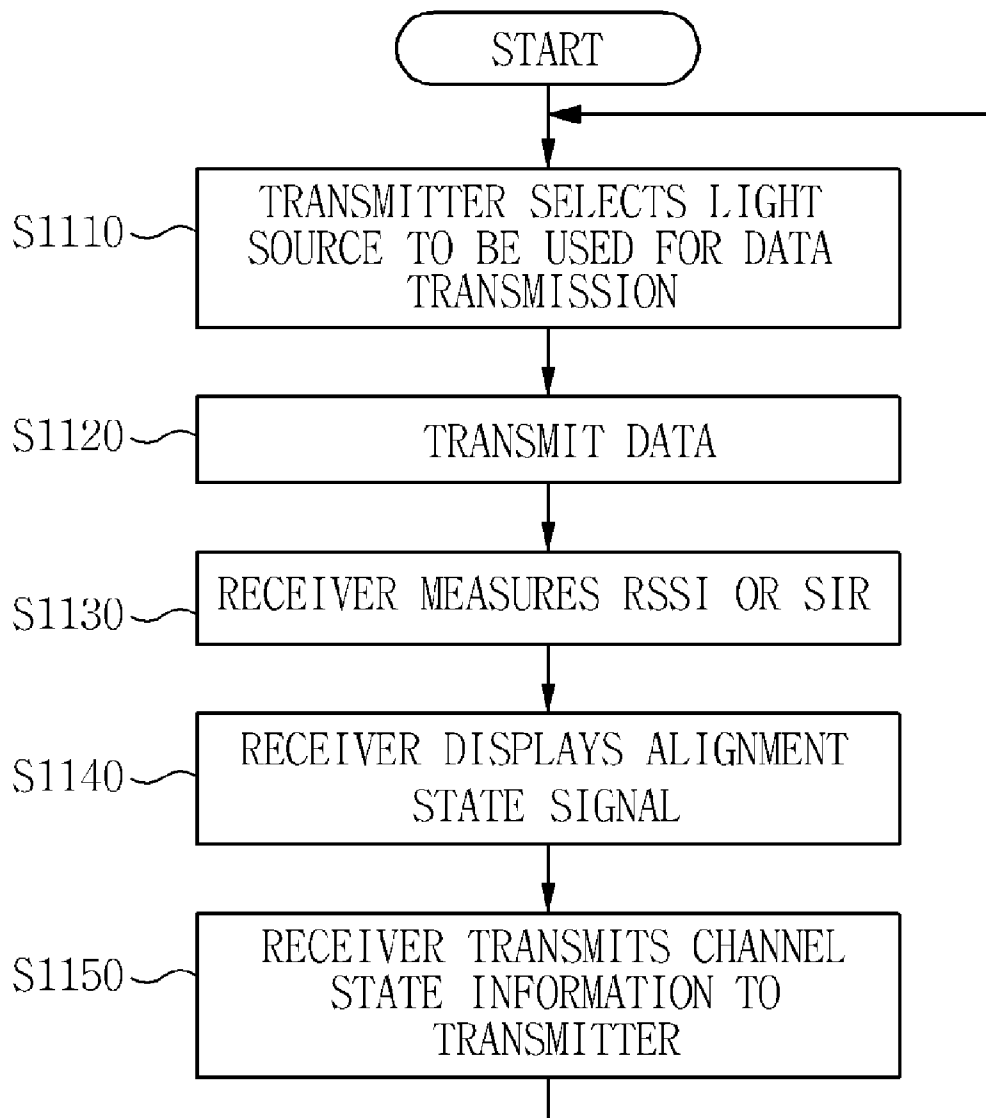 START
S1110
TRANSMITTER SELECTS LIGHT
SOURCE TO BE USED FOR DATA
TRANSMISSION
S1120
TRANSMIT DATA
S1130
RECEIVER MEASURES RSSI OR SIR
S1140
RECEIVER DISPLAYS ALIGNMENT
STATE SIGNAL
S1150
RECEIVER TRANSMITS CHANNEL
STATE INFORMATION TO
TRANSMITTER